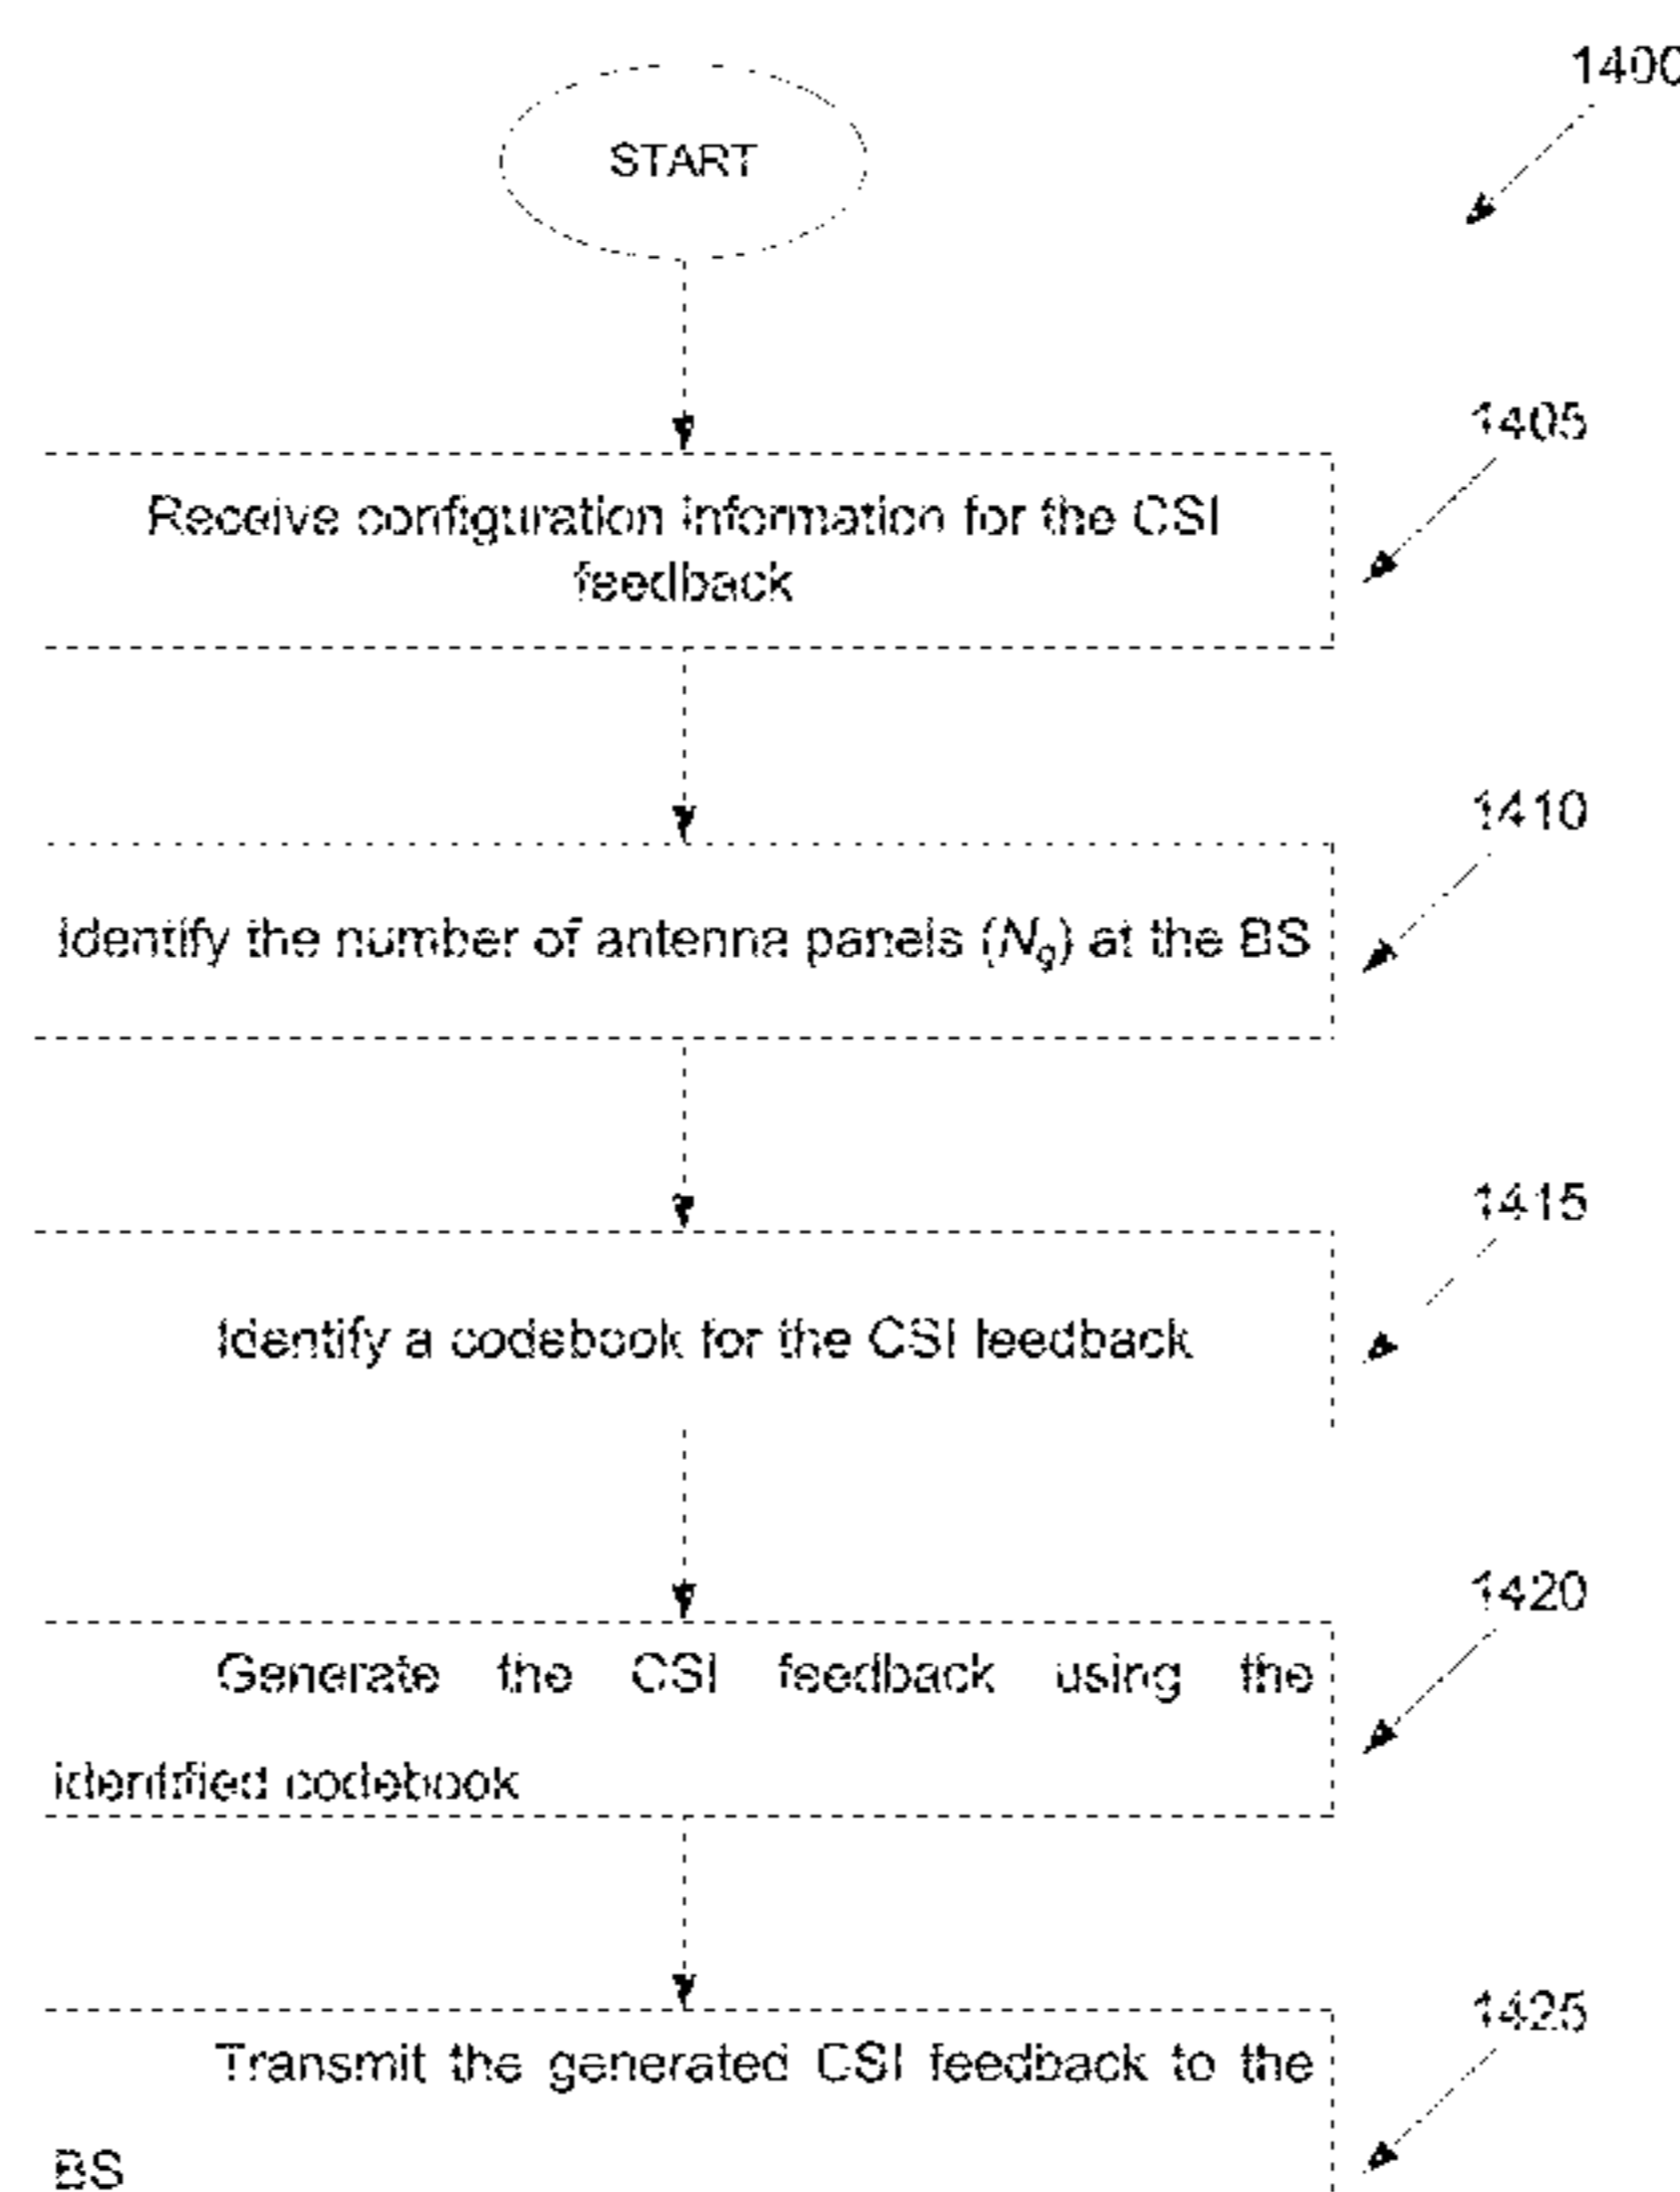 1400
START
1405
Receive configuration information for the CSI
feedback
1410
Identify the number of antenna panels (Ng) at the BS
1415
Identify a codebook for the CSI feedback
1420
Generate the CSI feedback using the
identified codebook
1425
Transmit the generated CSI feedback to the
BS